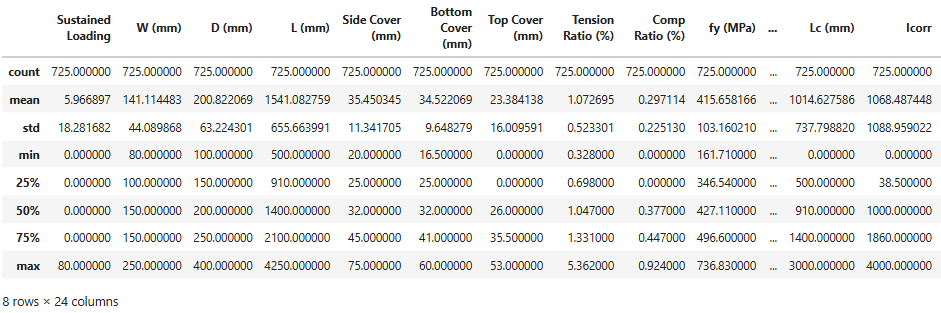 Sustained Loading W (mm) D (mm) L (mm) Side Cover (mm) Bottom Cover (mm) Top Cover (mm) Tension Ratio (%) Comp Ratio (%) fy (MPa) ... Lc (mm) Icorr
count 725.000000 725.000000 725.000000 725.000000 725.000000 725.000000 725.000000 725.000000 725.000000 725.000000 ... 725.000000 725.000000
mean 5.966897 141.114483 200.822069 1541.082759 35.450345 34.522069 23.384138 1.072695 0.297114 415.658166 ... 1014.627586 1068.487448
std 18.281682 44.089868 63.224301 655.663991 11.341705 9.648279 16.009591 0.523301 0.225130 103.160210 ... 737.798820 1088.959022
min 0.000000 80.000000 100.000000 500.000000 20.000000 16.500000 0.000000 0.328000 0.000000 161.710000 ... 0.000000 0.000000
25% 0.000000 100.000000 150.000000 910.000000 25.000000 25.000000 0.000000 0.698000 0.000000 346.540000 ... 500.000000 38.500000
50% 0.000000 150.000000 200.000000 1400.000000 32.000000 32.000000 26.000000 1.047000 0.377000 427.110000 ... 910.000000 1000.000000
75% 0.000000 150.000000 250.000000 2100.000000 45.000000 41.000000 35.500000 1.331000 0.447000 496.600000 ... 1400.000000 1860.000000
max 80.000000 250.000000 400.000000 4250.000000 75.000000 60.000000 53.000000 5.362000 0.924000 736.830000 ... 3000.000000 4000.000000
8 rows × 24 columns